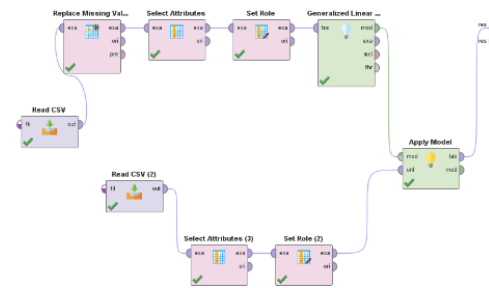 Replace Missing Val...
exa
exa
ori
pre
Select Attributes
exa
exa
ori
Set Role
exa
exa
ori
Generalized Linear ...
tra
mod
exa
wei
thr
res
res
Read CSV
fil
out
Apply Model
mod
lab
unl
mod
Read CSV (2)
fil
out
Select Attributes (3)
exa
exa
ori
Set Role (2)
exa
exa
ori